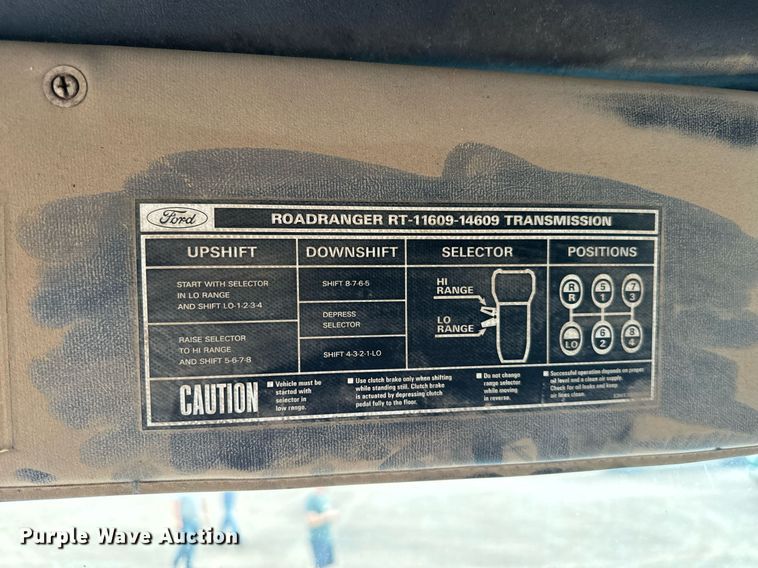 Ford
ROADRANGER RT-11609-14609 TRANSMISSION
UPSHIFT
DOWNSHIFT
SELECTOR
POSITIONS
START WITH SELECTOR
IN LO RANGE
AND SHIFT LO-1-2-3-4
RAISE SELECTOR
TO HI RANGE
AND SHIFT 5-6-7-8
SHIFT 8-7-6-5
DEPRESS
SELECTOR
SHIFT 4-3-2-1-LO
HI
RANGE
LO
RANGE
R 5 7
R 1 3
6 8
LO 2 4
CAUTION
Vehicle must be
started with
selector in
low range.
Use clutch brake only when shifting
while standing still. Clutch brake
is actuated by depressing clutch
pedal fully to the floor.
Do not change
range selector
while moving
in reverse.
Successful operation depends on proper
oil level and a clean air supply.
Check for oil leaks and keep
air lines clean.
Purple Wave Auction